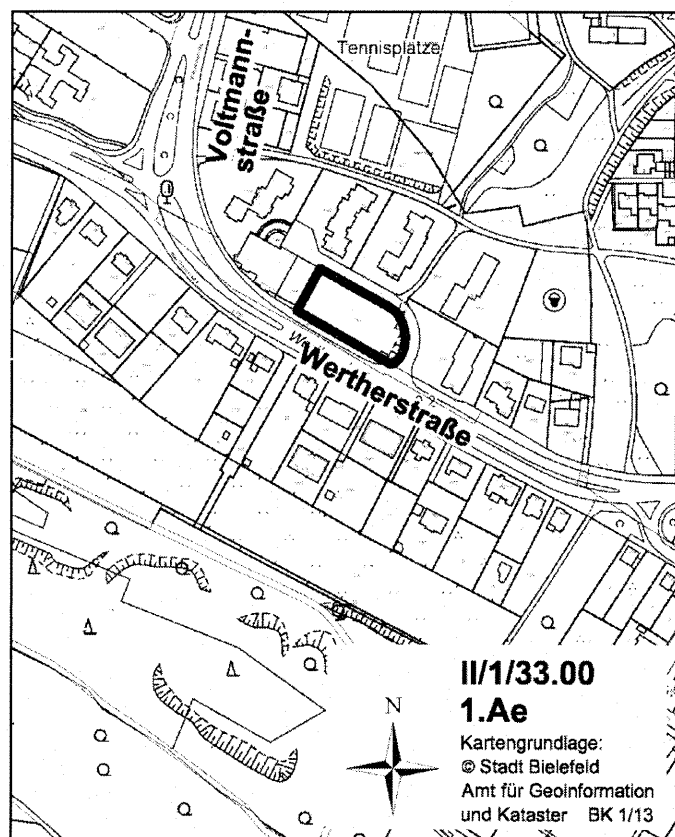 Tennisplätze
Voltmann-
straße
Wertherstraße
N
II/1/33.00
1.Ae
Kartengrundlage:
© Stadt Bielefeld
Amt für Geoinformation
und Kataster BK 1/13